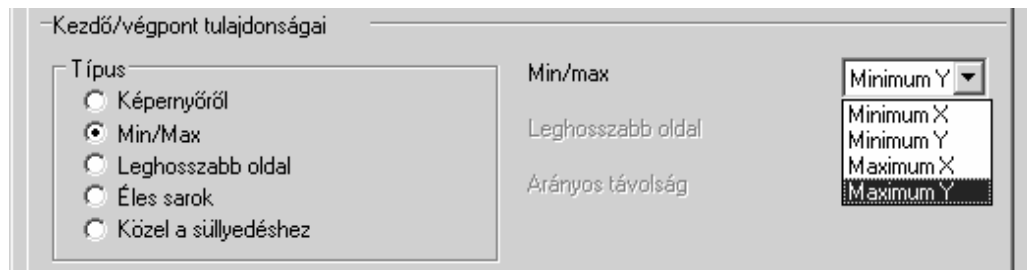 Kezdő/végpont tulajdonságai
Típus
Képernyőről
Min/Max
Leghosszabb oldal
Éles sarok
Közel a süllyedéshez
Min/max
Minimum Y
Leghosszabb oldal
Arányos távolság
Minimum X
Minimum Y
Maximum X
Maximum Y